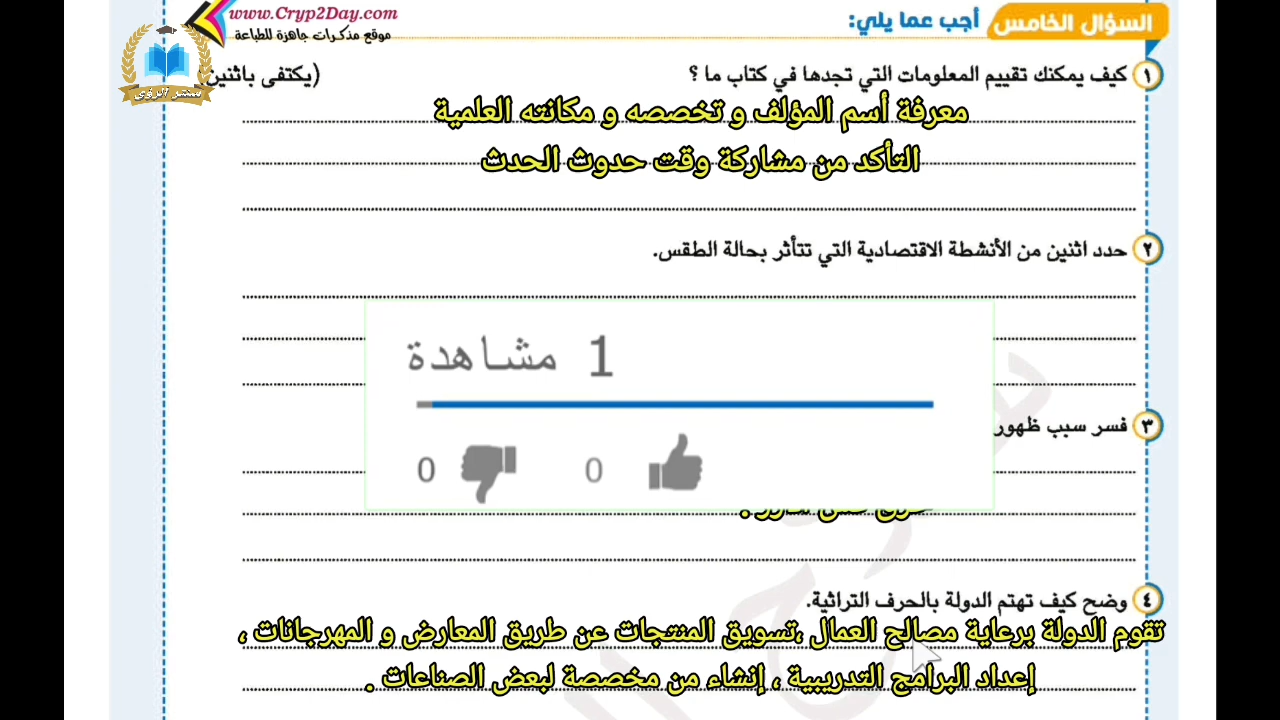 www.Cryp2Day.com
موقع مذكرات جاهزة للطباعة
السؤال الخامس أجب عما يلي:
١ كيف يمكنك تقييم المعلومات التي تجدها في كتاب ما ؟ (يكتفى باثنين
معرفة أسم المؤلف و تخصصه و مكانته العلمية
التأكد من مشاركة وقت حدوث الحدث
٢ حدد اثنين من الأنشطة الاقتصادية التي تتأثر بحالة الطقس.
1 مشاهدة
٣ فسر سبب ظهور
0 0
٤ وضح كيف تهتم الدولة بالحرف التراثية.
تقوم الدولة برعاية مصالح العمال ،تسويق المنتجات عن طريق المعارض و المهرجانات ،
إعداد البرامج التدريبية ، إنشاء من مخصصة لبعض الصناعات .